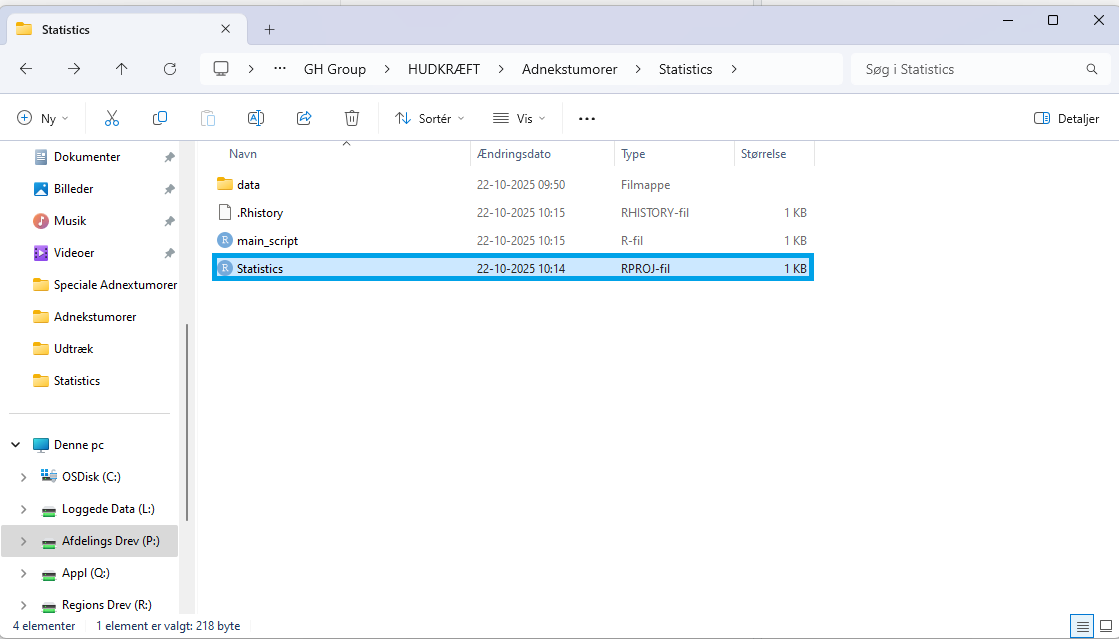 Statistics
GH Group HUDKRÆFT Adnekstumorer Statistics Søg i Statistics
Ny Sortér Vis Detaljer
Navn Ændringsdato Type Størrelse
data 22-10-2025 09:50 Filmappe
.Rhistory 22-10-2025 10:15 RHISTORY-fil 1 KB
main_script 22-10-2025 10:15 R-fil 1 KB
Statistics 22-10-2025 10:14 RPROJ-fil 1 KB
Dokumenter
Billeder
Musik
Videoer
Speciale Adnextumorer
Adnekstumorer
Udtræk
Statistics
Denne pc
OSDisk (C:)
Loggede Data (L:)
Afdelings Drev (P:)
Appl (Q:)
Regions Drev (R:)
4 elementer 1 element er valgt: 218 byte